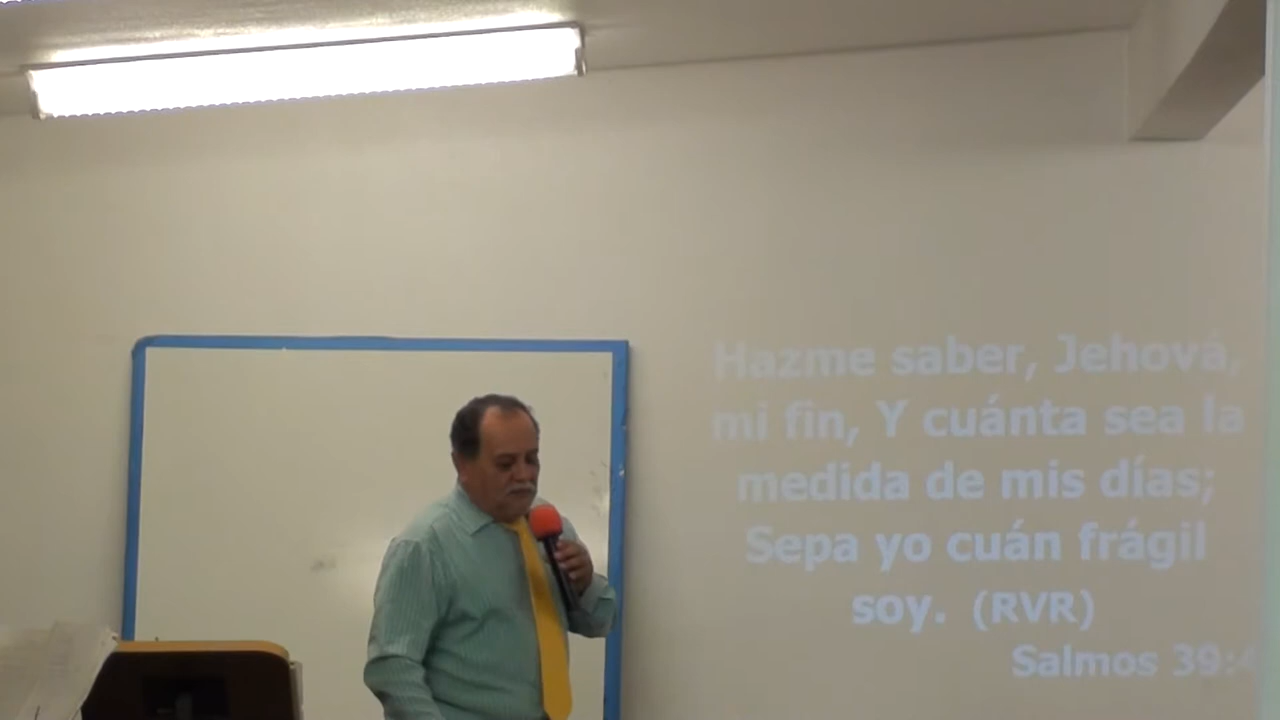 Hazme saber, Jehová,
mi fin, Y cuánta sea la
medida de mis días;
Sepa yo cuán frágil
soy. (RVR)
Salmos 39:4